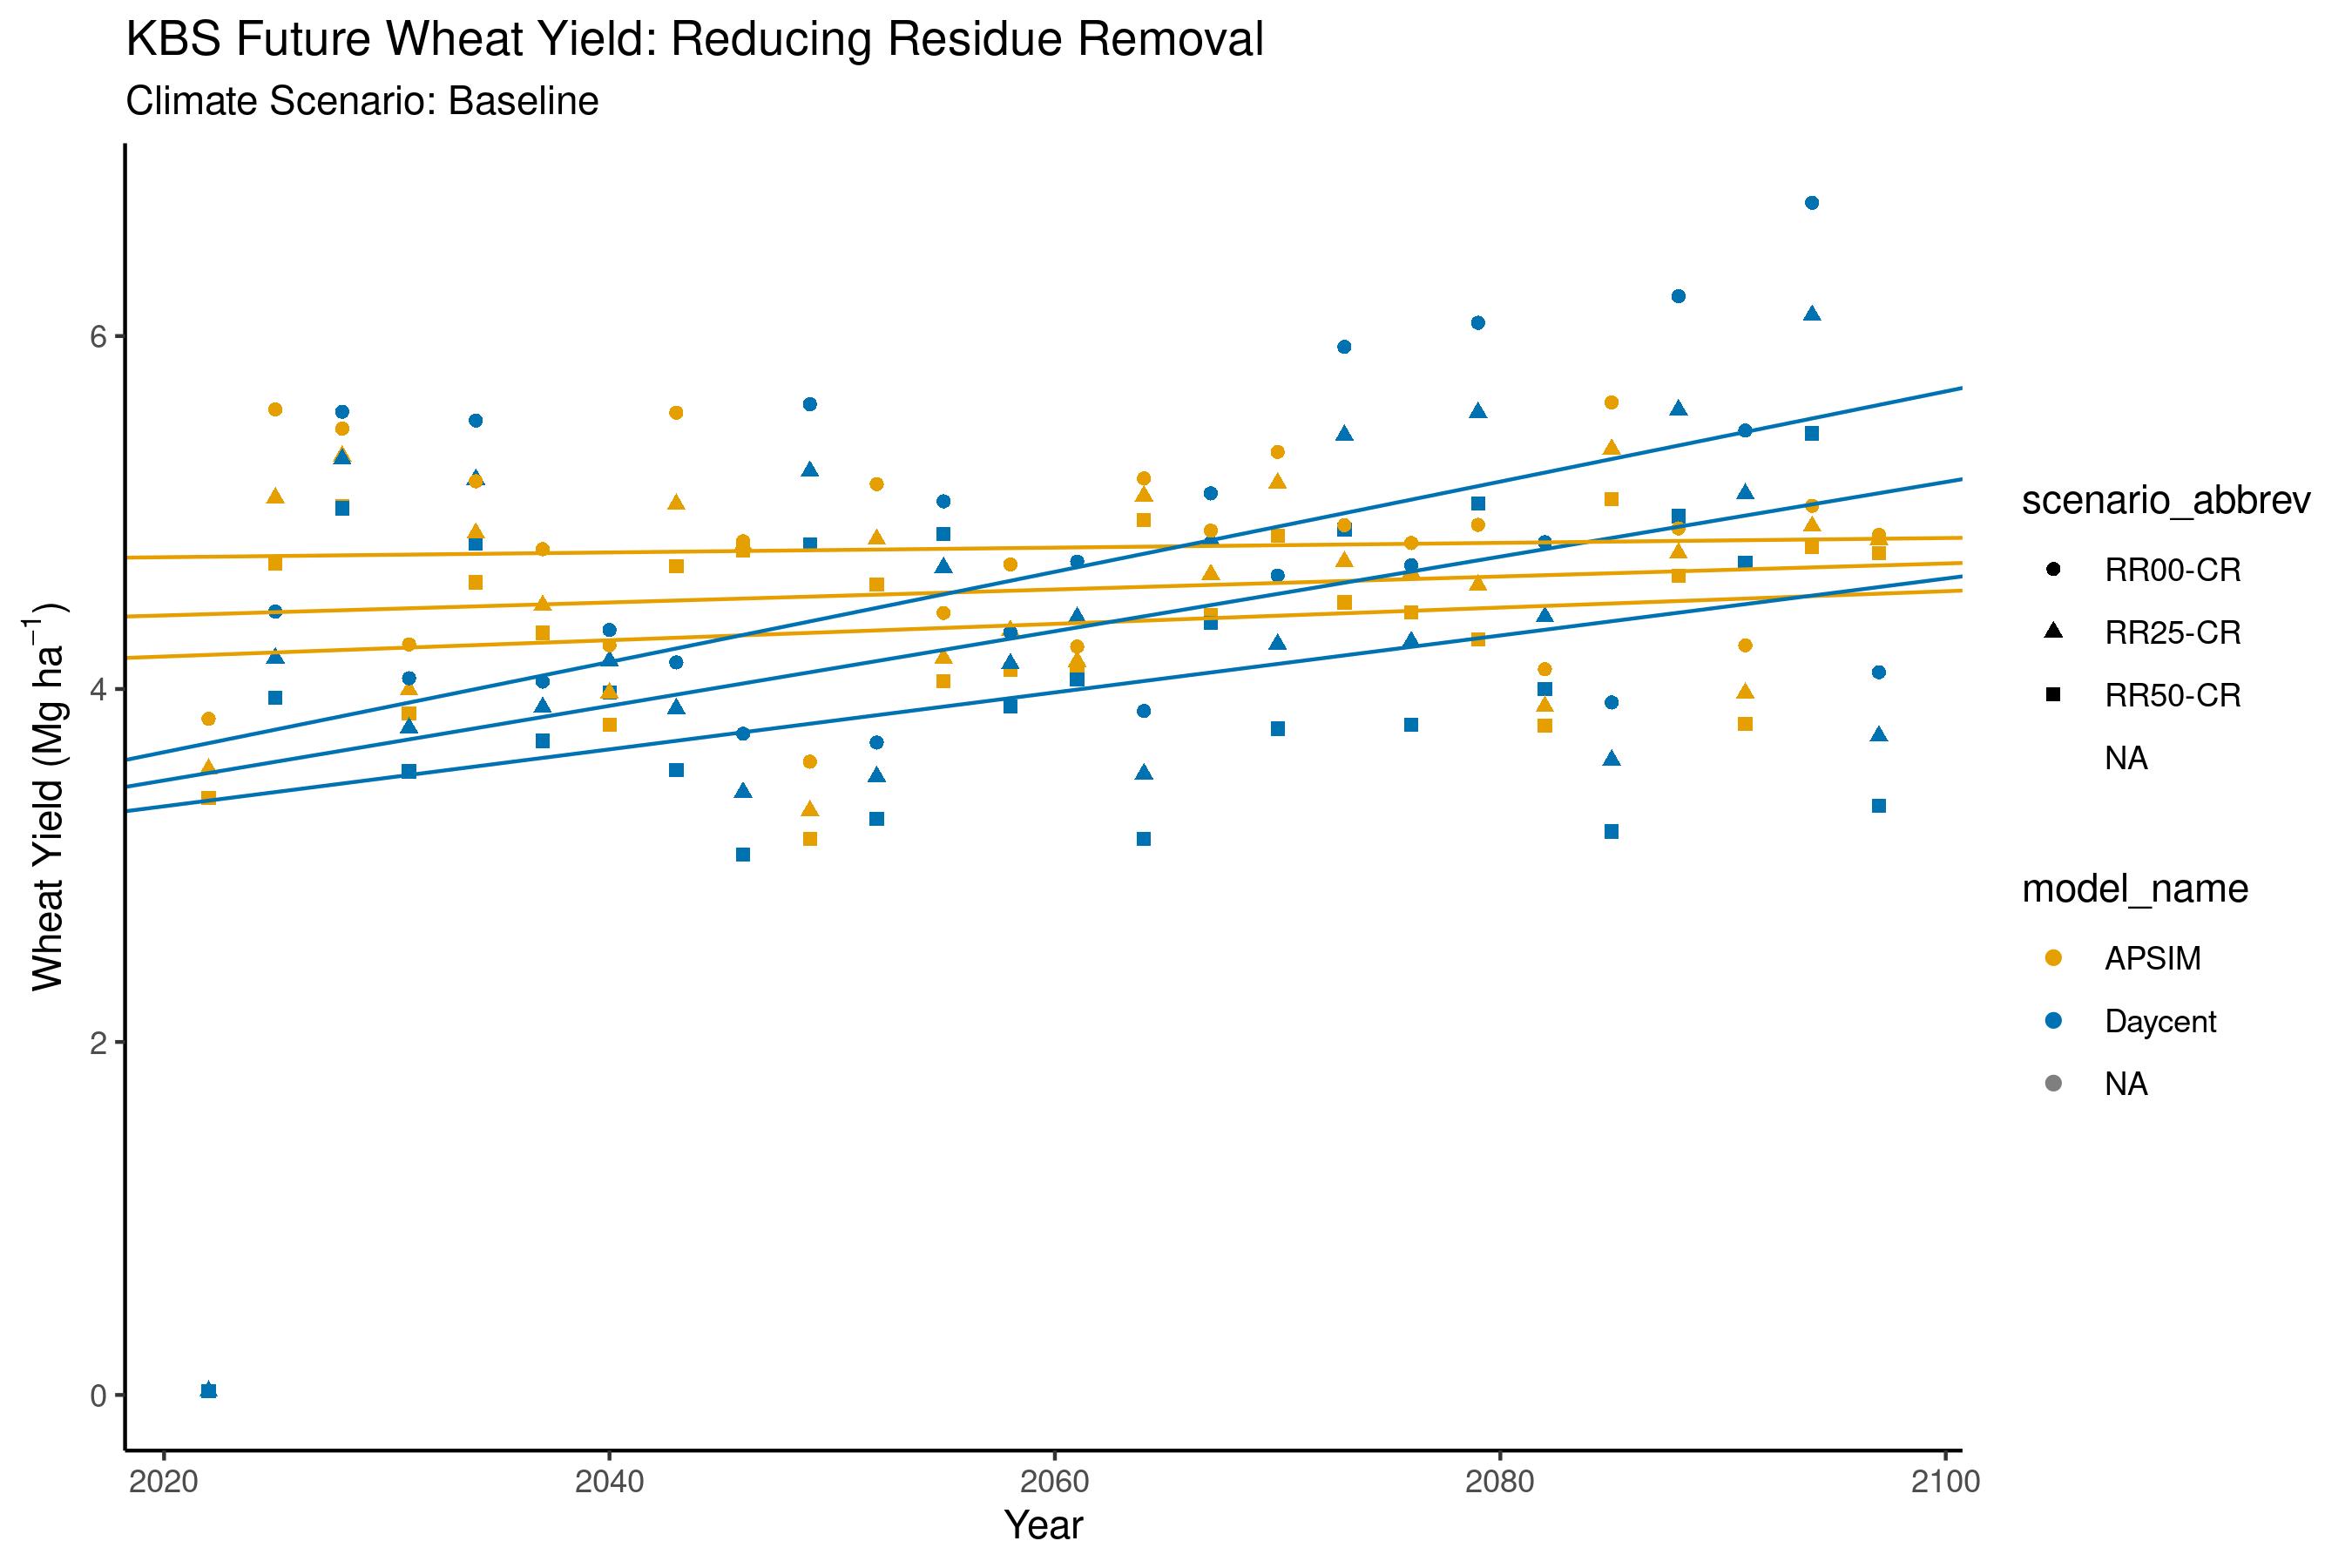 KBS Future Wheat Yield: Reducing Residue Removal
Climate Scenario: Baseline
Wheat Yield (Mg ha⁻¹)
6
4
2
0
2020 2040 2060 2080 2100
Year
scenario_abbrev
RR00-CR
RR25-CR
RR50-CR
NA
model_name
APSIM
Daycent
NA